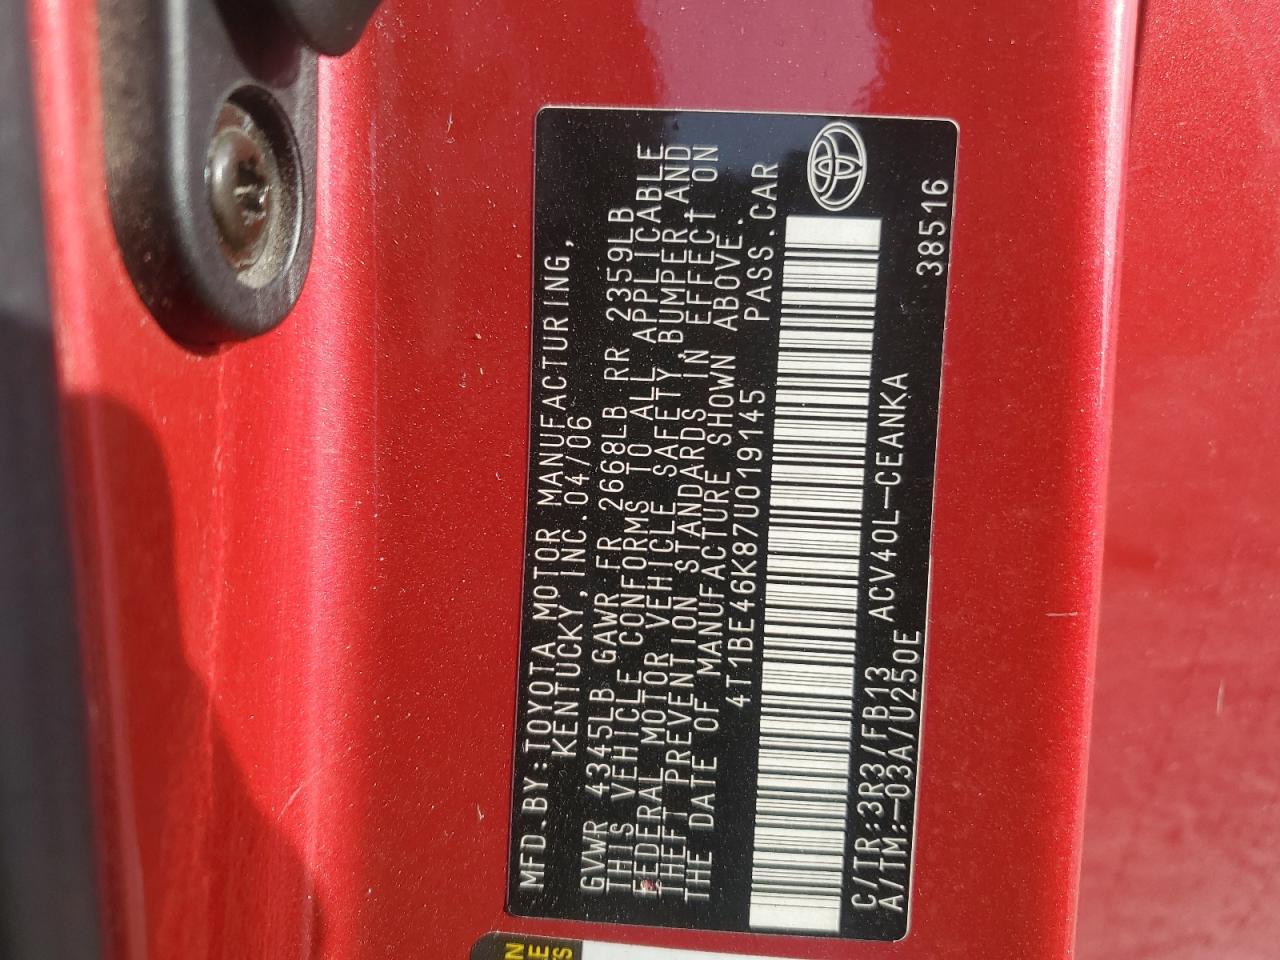 MFD.BY:TOYOTA MOTOR MANUFACTURING,
KENTUCKY,INC.04/06
GVWR 4345LB GAWR FR 2668LB RR 2359LB
THIS VEHICLE CONFORMS TO ALL APPLICABLE
FEDERAL MOTOR VEHICLE SAFETY,BUMPER,AND
THEFT PREVENTION STANDARDS IN EFFECT ON
THE DATE OF MANUFACTURE SHOWN ABOVE.
4T1BE46K87U019145 PASS.CAR
C/TR:3R3/FB13 ACV40L-CEANKA 38516
A/TM:-03A/U250E